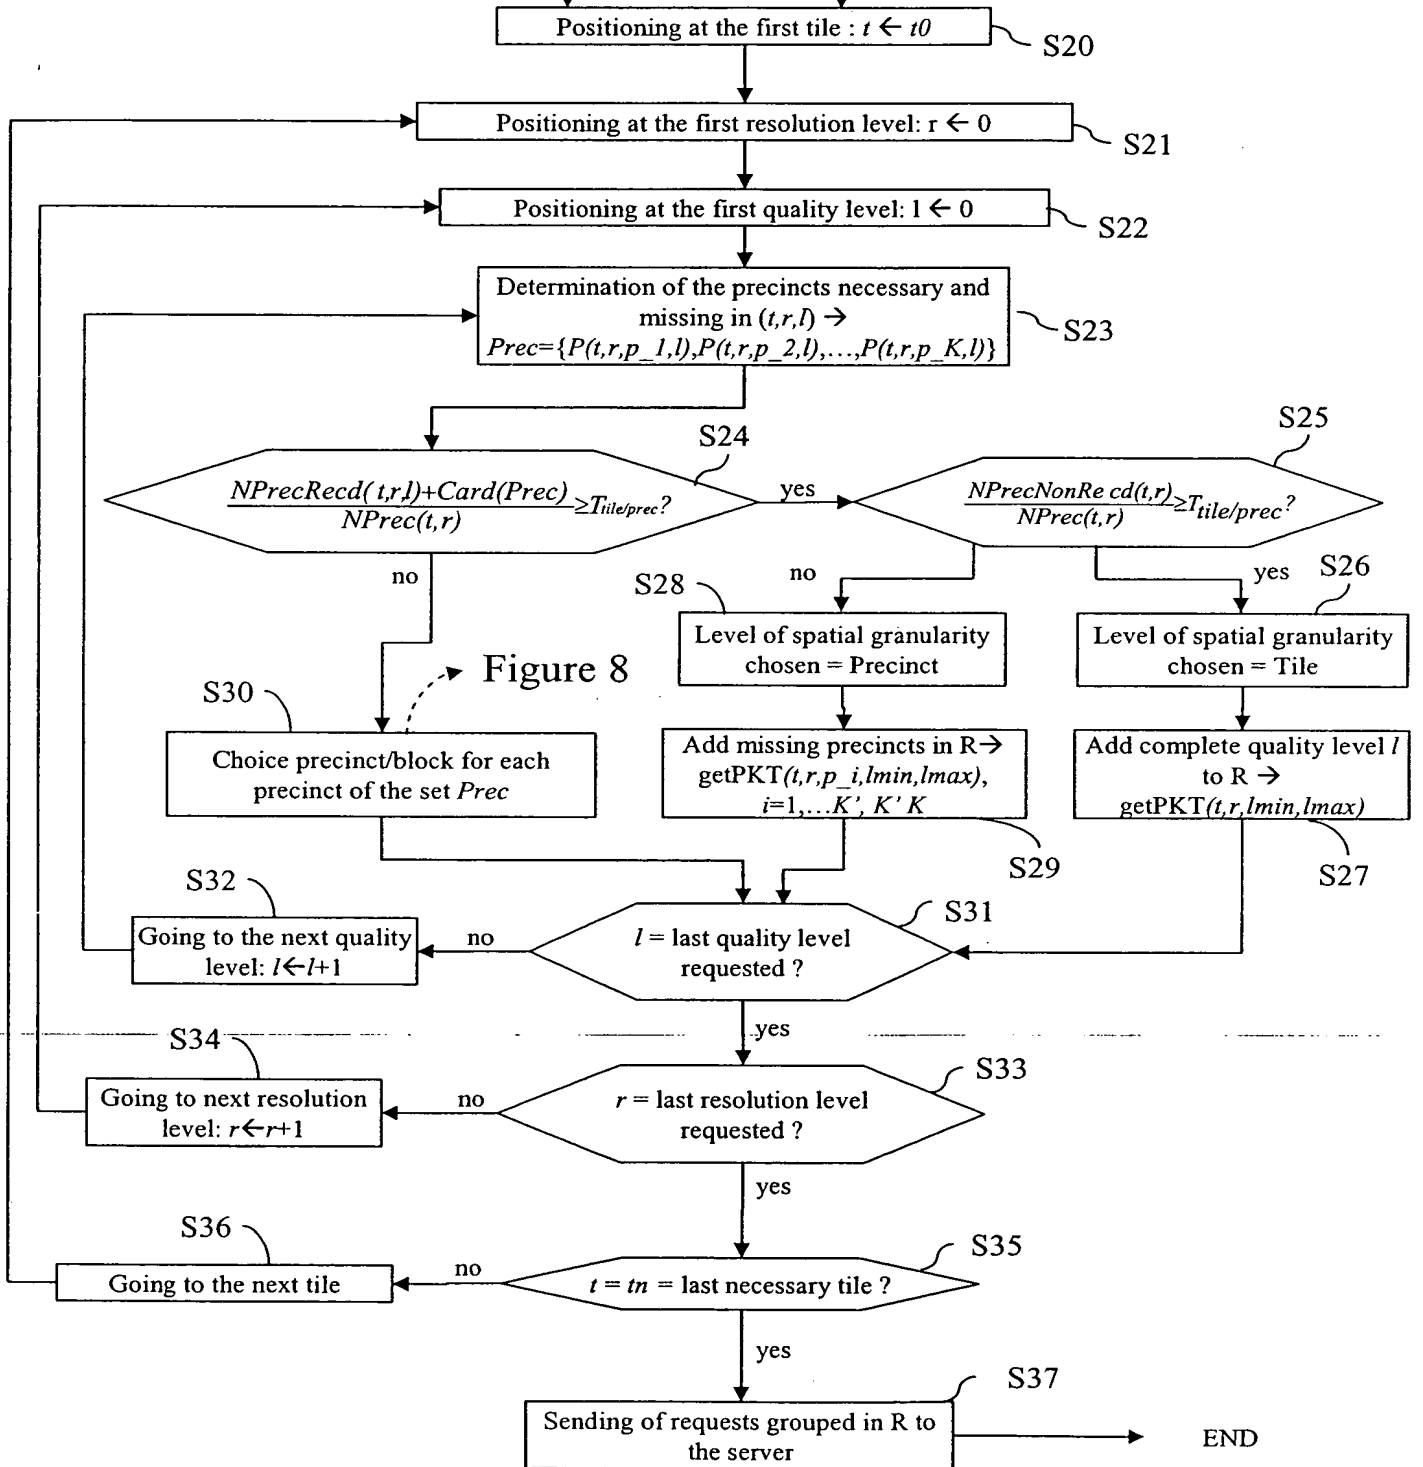 Positioning at the first tile : t ← t0
S20
Positioning at the first resolution level: r ← 0
S21
Positioning at the first quality level: l ← 0
S22
Determination of the precincts necessary and
missing in (t,r,l) →
Prec={P(t,r,p_1,l),P(t,r,p_2,l),…,P(t,r,p_K,l)}
S23
S24
NPrecRecd( t,r,l)+Card(Prec)
NPrec(t,r)
≥Ttile/prec?
yes
no
S25
NPrecNonRe cd(t,r)
NPrec(t,r)
≥Ttile/prec?
no
yes
S28
Level of spatial granularity
chosen = Precinct
S26
Level of spatial granularity
chosen = Tile
Figure 8
S30
Choice precinct/block for each
precinct of the set Prec
Add missing precincts in R→
getPKT(t,r,p_i,lmin,lmax),
i=1,…K', K' K
S29
Add complete quality level l
to R →
getPKT(t,r,lmin,lmax)
S27
S32
Going to the next quality
level: l←l+1
no
S31
l = last quality level
requested ?
yes
S34
Going to next resolution
level: r←r+1
no
S33
r = last resolution level
requested ?
yes
S36
Going to the next tile
no
S35
t = tn = last necessary tile ?
yes
S37
Sending of requests grouped in R to
the server
END